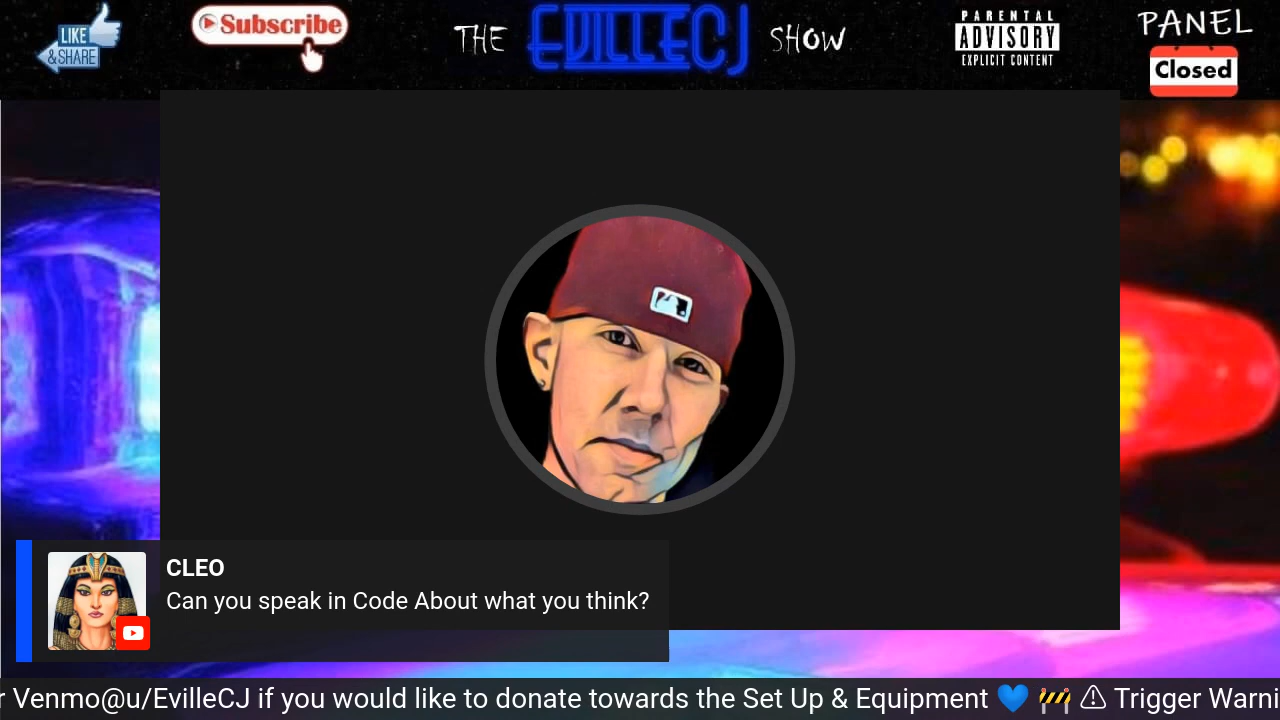 LIKE
& SHARE
Subscribe
THE EVILLECJ SHOW
PARENTAL
ADVISORY
EXPLICIT CONTENT
PANEL
Closed
CLEO
Can you speak in Code About what you think?
r Venmo@u/EvilleCJ if you would like to donate towards the Set Up & Equipment 💙 🚧 ⚠ Trigger Warni